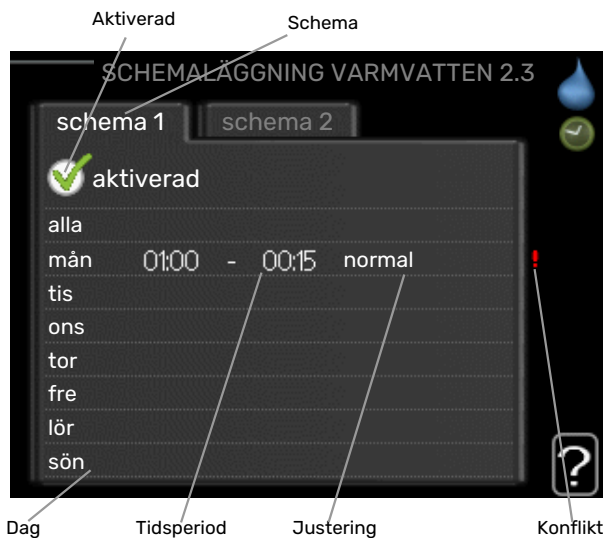 Aktiverad
Schema
SCHEMALÄGGNING VARMVATTEN 2.3
schema 1
schema 2
aktiverad
alla
mån 01:00 - 00:15 normal !
tis
ons
tor
fre
lör
sön
?
Dag
Tidsperiod
Justering
Konflikt